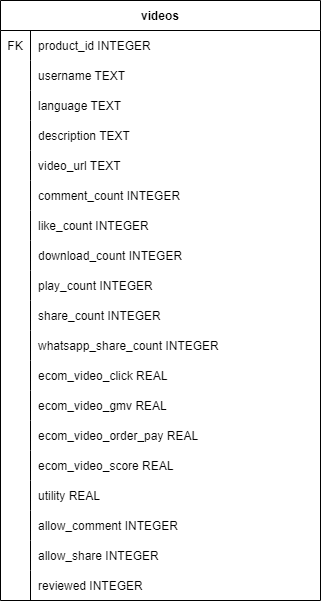 videos
FK product_id INTEGER
username TEXT
language TEXT
description TEXT
video_url TEXT
comment_count INTEGER
like_count INTEGER
download_count INTEGER
play_count INTEGER
share_count INTEGER
whatsapp_share_count INTEGER
ecom_video_click REAL
ecom_video_gmv REAL
ecom_video_order_pay REAL
ecom_video_score REAL
utility REAL
allow_comment INTEGER
allow_share INTEGER
reviewed INTEGER